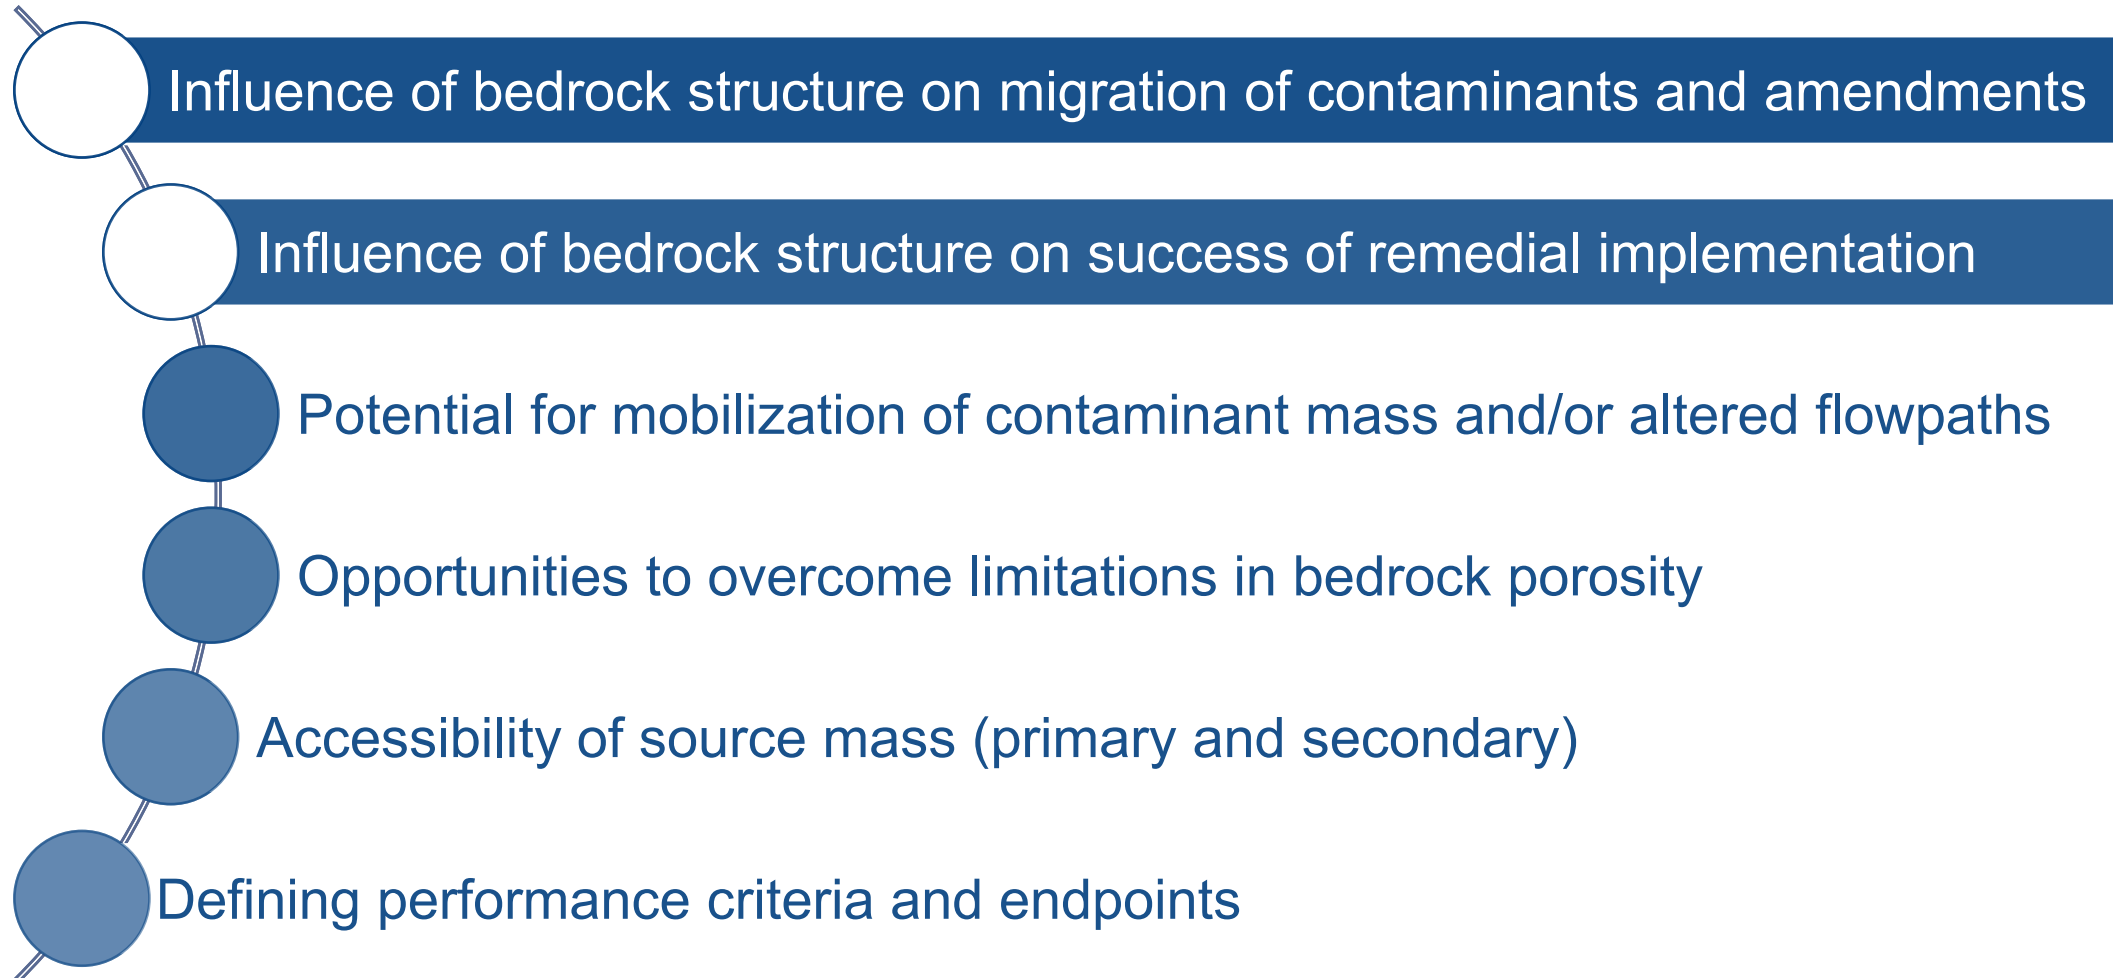 Influence of bedrock structure on migration of contaminants and amendments
Influence of bedrock structure on success of remedial implementation
Potential for mobilization of contaminant mass and/or altered flowpaths
Opportunities to overcome limitations in bedrock porosity
Accessibility of source mass (primary and secondary)
Defining performance criteria and endpoints